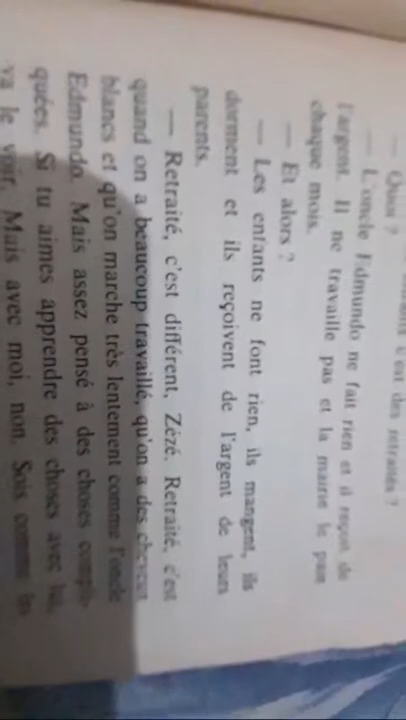 c'est des retraités ?
— Quoi ?
— L'oncle Edmundo ne fait rien et il reçoit de
l'argent. Il ne travaille pas et la mairie le paie
chaque mois.
— Et alors ?
— Les enfants ne font rien, ils mangent, ils
dorment et ils reçoivent de l'argent de leurs
parents.
— Retraité, c'est différent, Zézé. Retraité, c'est
quand on a beaucoup travaillé, qu'on a des cheveux
blancs et qu'on marche très lentement comme l'oncle
Edmundo. Mais assez pensé à des choses compli-
quées. Si tu aimes apprendre des choses avec lui,
va le voir. Mais avec moi, non. Sois comme les